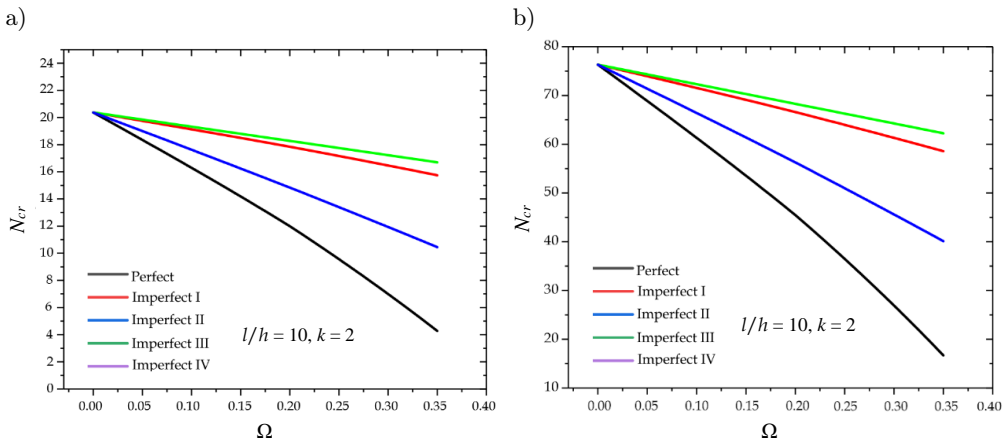 a)
24
22
20
18
16
14
12
10
8
6
4
2
0
N_cr
Perfect
Imperfect I
Imperfect II
Imperfect III
Imperfect IV
l/h = 10, k = 2
0.00 0.05 0.10 0.15 0.20 0.25 0.30 0.35 0.40
Ω
b)
80
70
60
50
40
30
20
10
N_cr
Perfect
Imperfect I
Imperfect II
Imperfect III
Imperfect IV
l/h = 10, k = 2
0.00 0.05 0.10 0.15 0.20 0.25 0.30 0.35 0.40
Ω